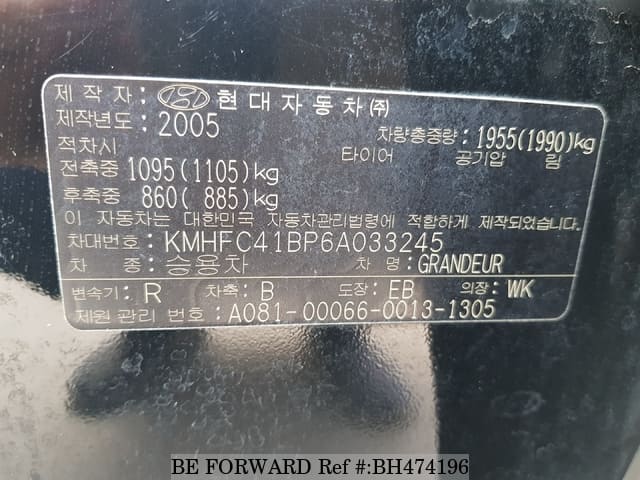 제 작 자 : 현대자동차(주)
제작년도 : 2005 차량총중량 : 1955(1990)kg
적차시 타이어 공기압 림
전축중 1095(1105)kg
후축중 860( 885)kg
이 자동차는 대한민국 자동차관리법령에 적합하게 제작되었습니다.
차대번호 : KMHFC41BP6A033245
차 종 : 승용차 차 명 : GRANDEUR
변속기 : R 차축 : B 도장 : EB 의장 : WK
제원 관리 번호 : A081-00066-0013-1305
BE FORWARD Ref #:BH474196